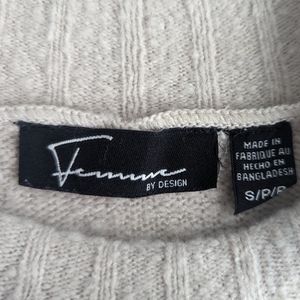 Femme
BY DESIGN
MADE IN
FABRIQUE AU
HECHO EN
BANGLADESH
S/P/P